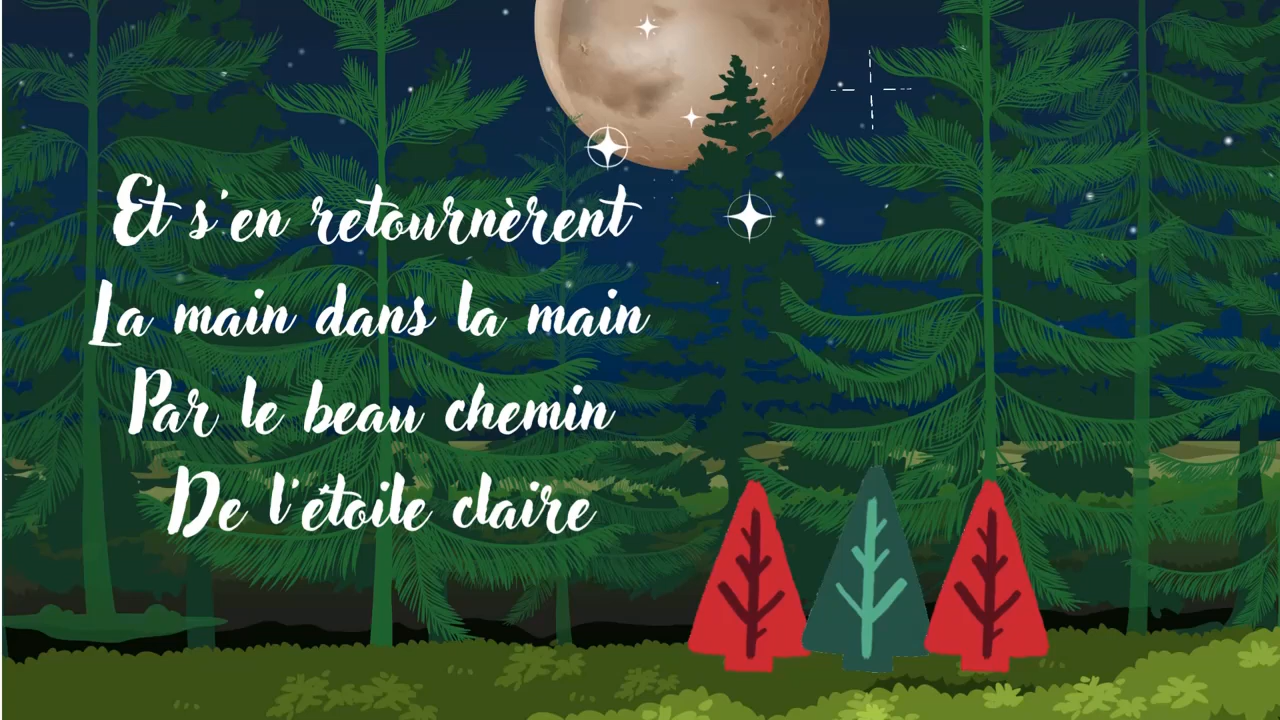 Et s'en retournèrent
La main dans la main
Par le beau chemin
De l'étoile claire